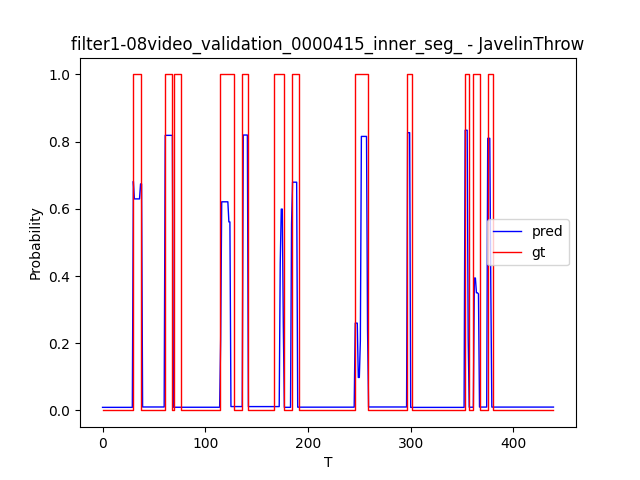 filter1-08video_validation_0000415_inner_seg_ - JavelinThrow
Probability
1.0
0.8
0.6
0.4
0.2
0.0
pred
gt
0 100 200 300 400
T